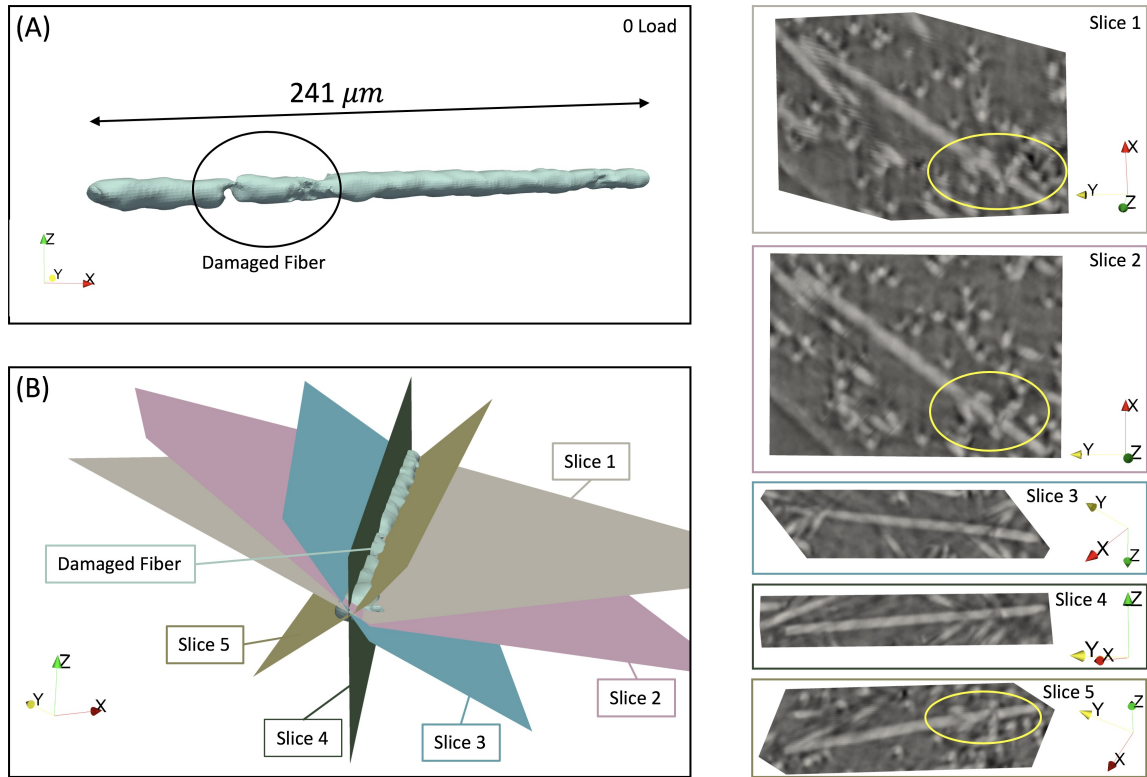 (A)
0 Load
241 μm
Damaged Fiber
Z
Y
X
(B)
Slice 1
Damaged Fiber
Slice 5
Slice 2
Slice 4
Slice 3
Z
Y
X
Slice 1
X
Y
Z
Slice 2
X
Y
Z
Slice 3
Y
X
Z
Slice 4
Z
Y
X
Slice 5
Z
Y
X